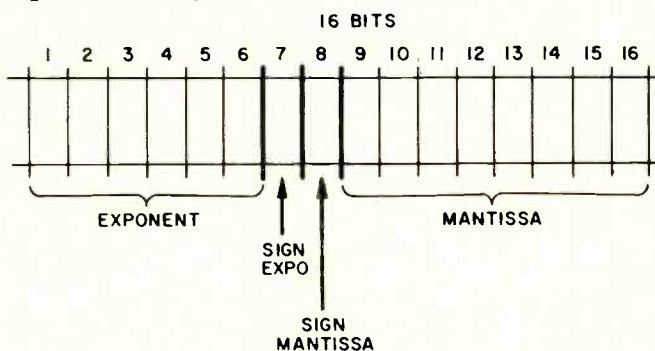 16 BITS
1 2 3 4 5 6 7 8 9 10 11 12 13 14 15 16
EXPONENT
MANTISSA
SIGN
EXPO
SIGN
MANTISSA